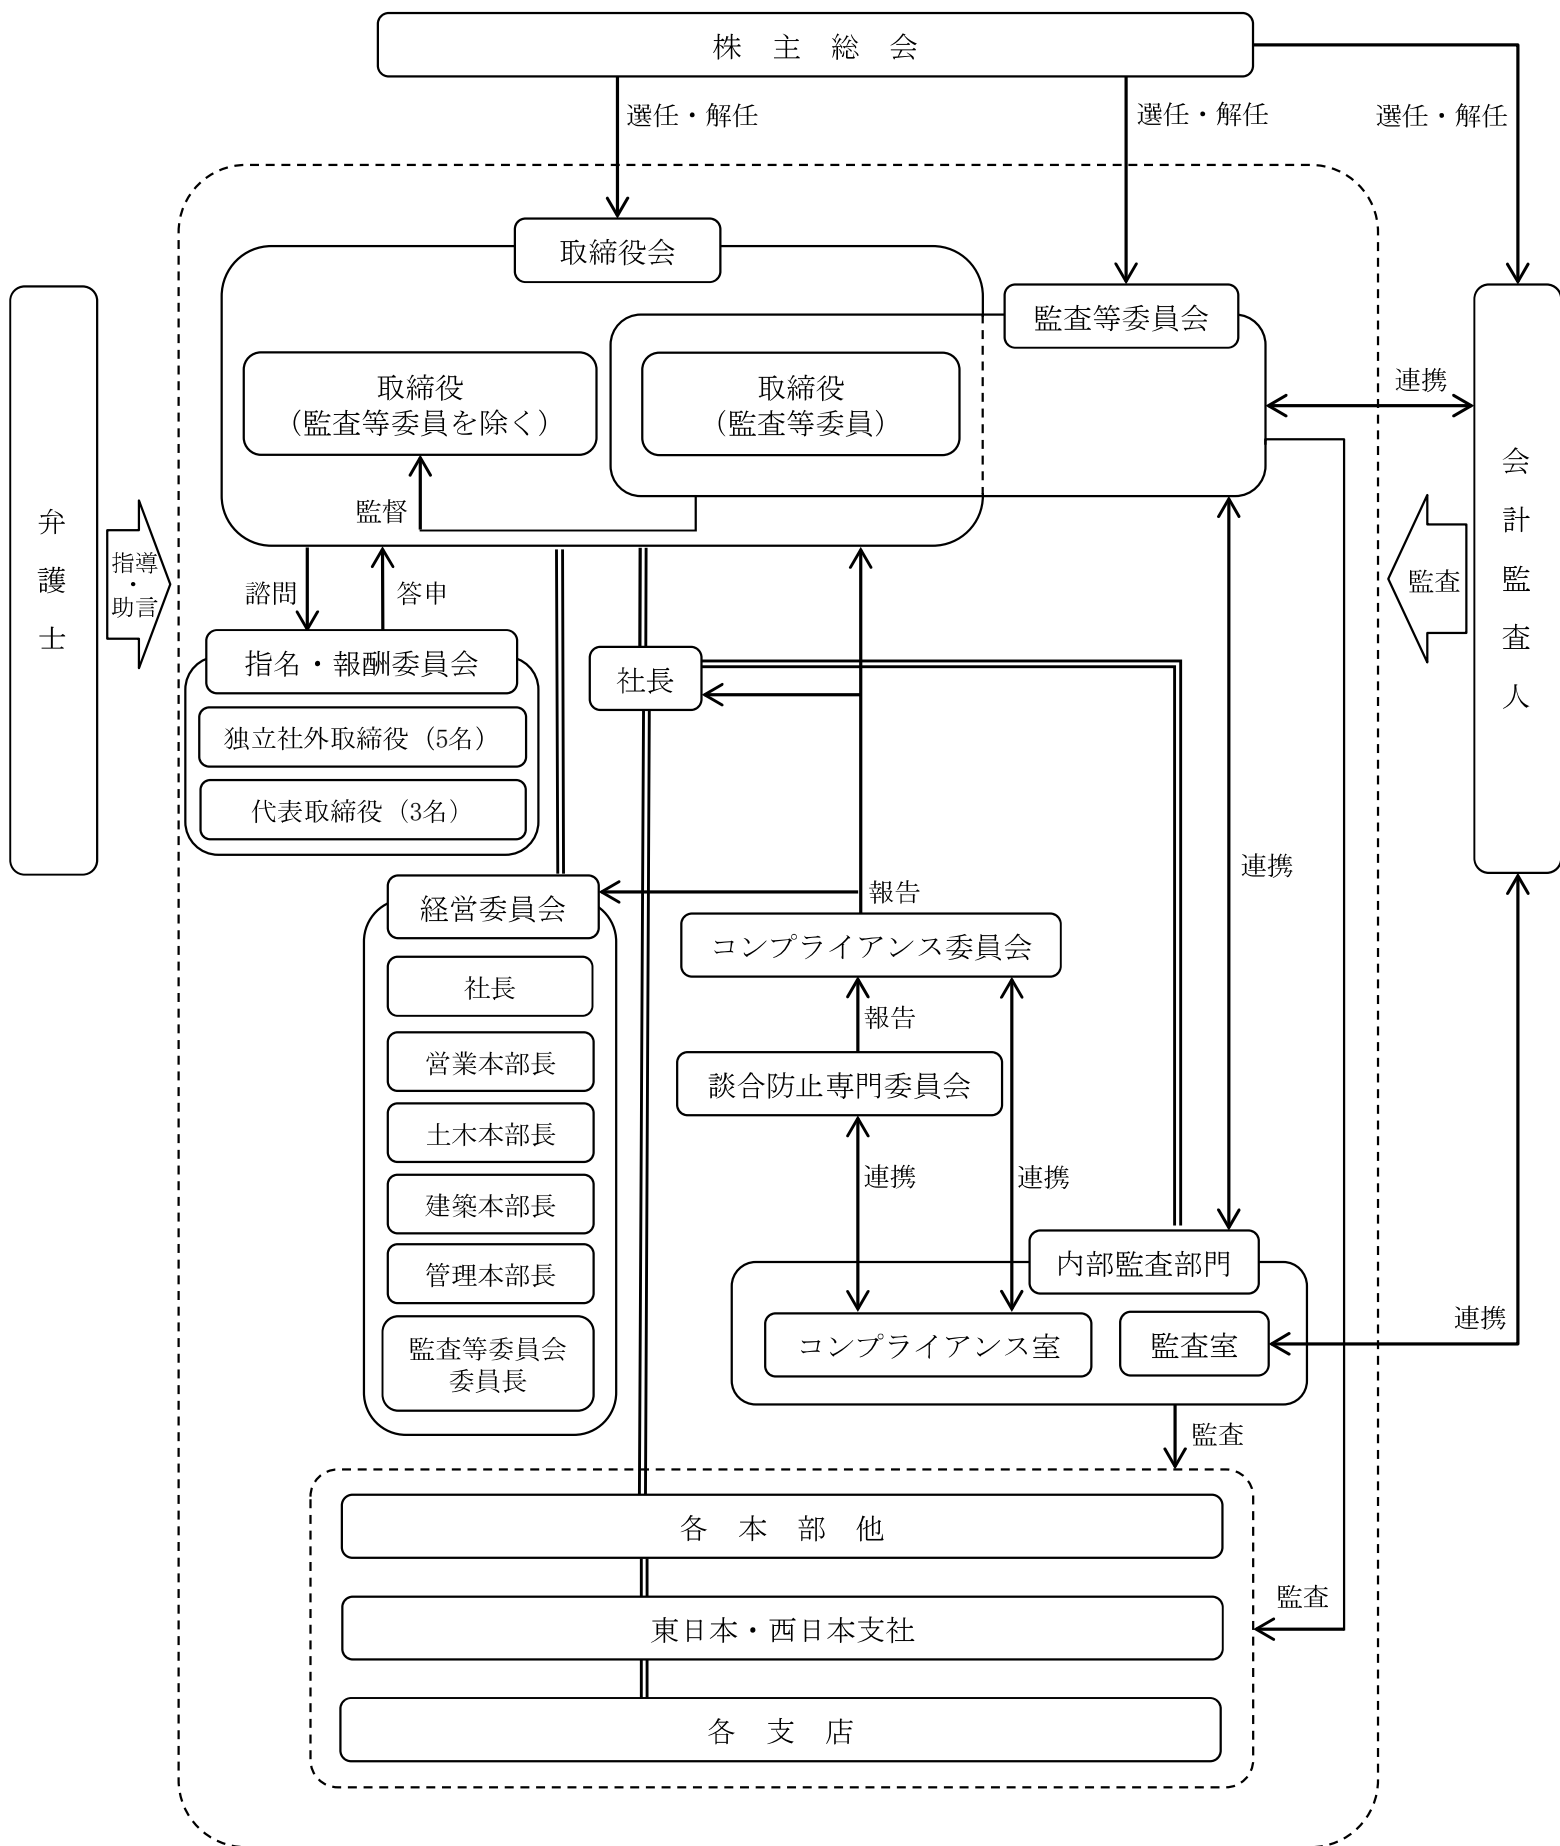 株　主　総　会
選任・解任
選任・解任
選任・解任
取締役会
監査等委員会
取締役
（監査等委員を除く）
取締役
（監査等委員）
連携
監督
弁護士
指導
・
助言
会計監査人
監査
諮問
答申
指名・報酬委員会
独立社外取締役（5名）
代表取締役（3名）
社長
連携
報告
経営委員会
社長
営業本部長
土木本部長
建築本部長
管理本部長
監査等委員会
委員長
コンプライアンス委員会
報告
談合防止専門委員会
連携
連携
内部監査部門
コンプライアンス室
監査室
連携
監査
各　本　部　他
東日本・西日本支社
監査
各　支　店